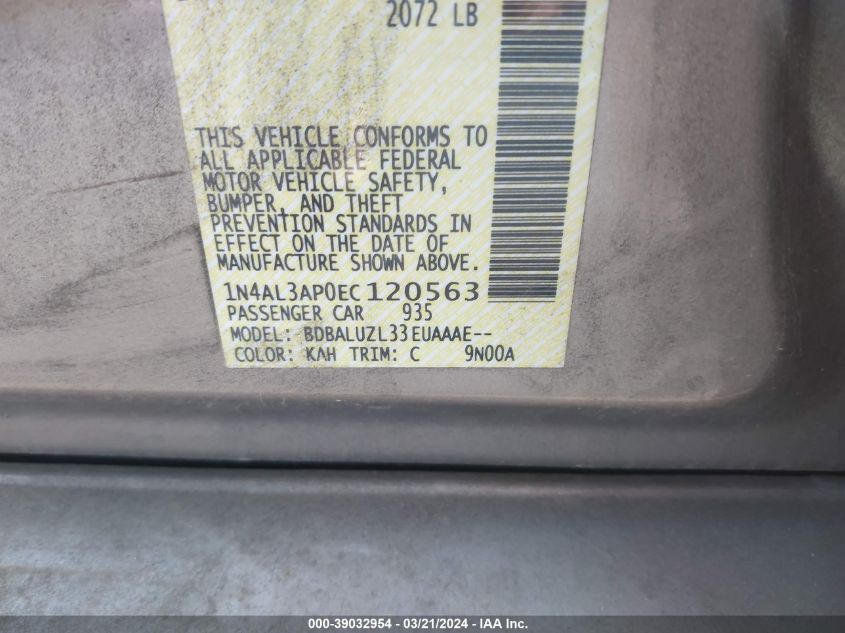 2072 LB
THIS VEHICLE CONFORMS TO
ALL APPLICABLE FEDERAL
MOTOR VEHICLE SAFETY,
BUMPER, AND THEFT
PREVENTION STANDARDS IN
EFFECT ON THE DATE OF
MANUFACTURE SHOWN ABOVE.
1N4AL3AP0EC120563
PASSENGER CAR 935
MODEL: BDBALUZL33EUAAAE--
COLOR: KAH TRIM: C 9N00A
000-39032954 - 03/21/2024 - IAA Inc.